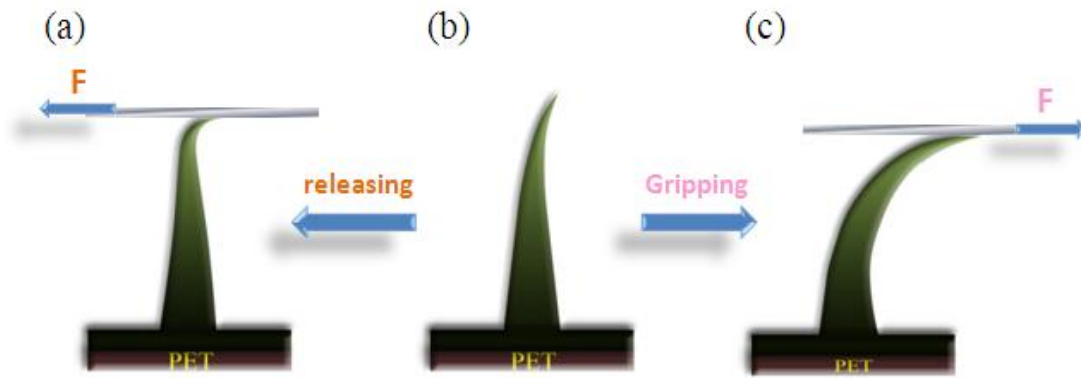 (a)
(b)
(c)
F
F
releasing
Gripping
PET
PET
PET